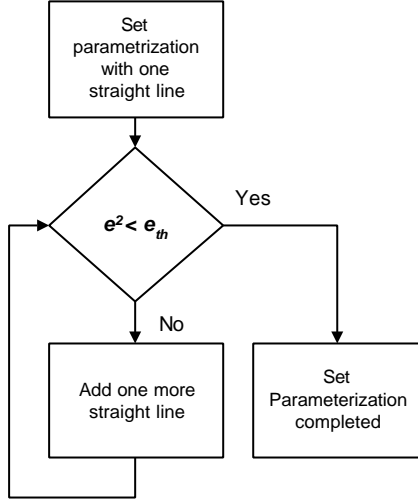 Set
parametrization
with one
straight line
e² < e_th
Yes
No
Add one more
straight line
Set
Parameterization
completed